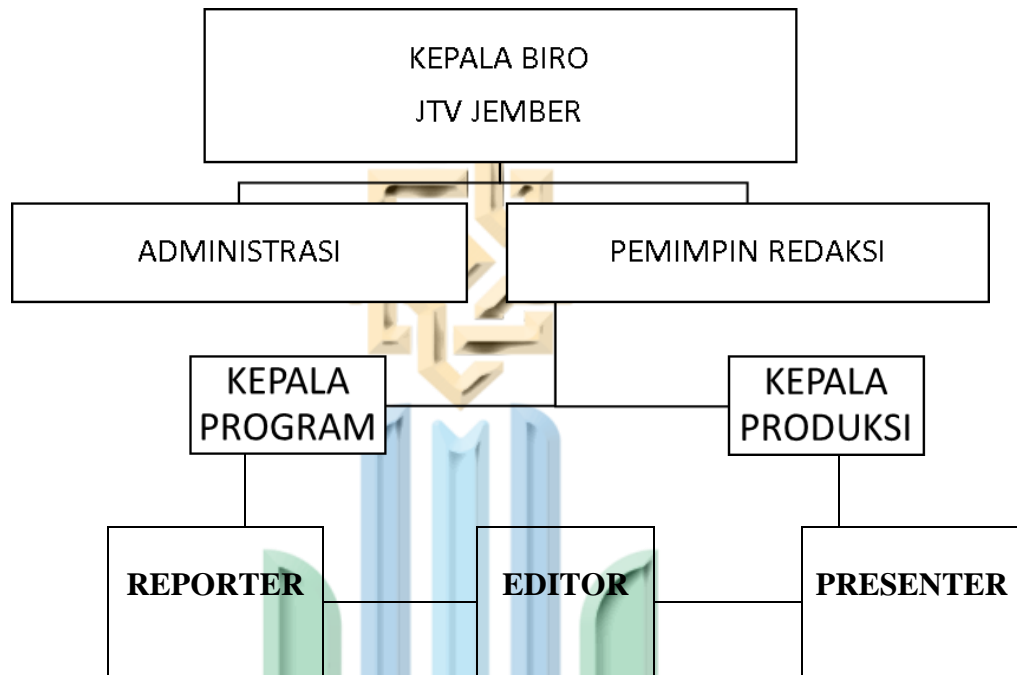 KEPALA BIRO
JTV JEMBER
ADMINISTRASI
PEMIMPIN REDAKSI
KEPALA
PROGRAM
KEPALA
PRODUKSI
REPORTER
EDITOR
PRESENTER